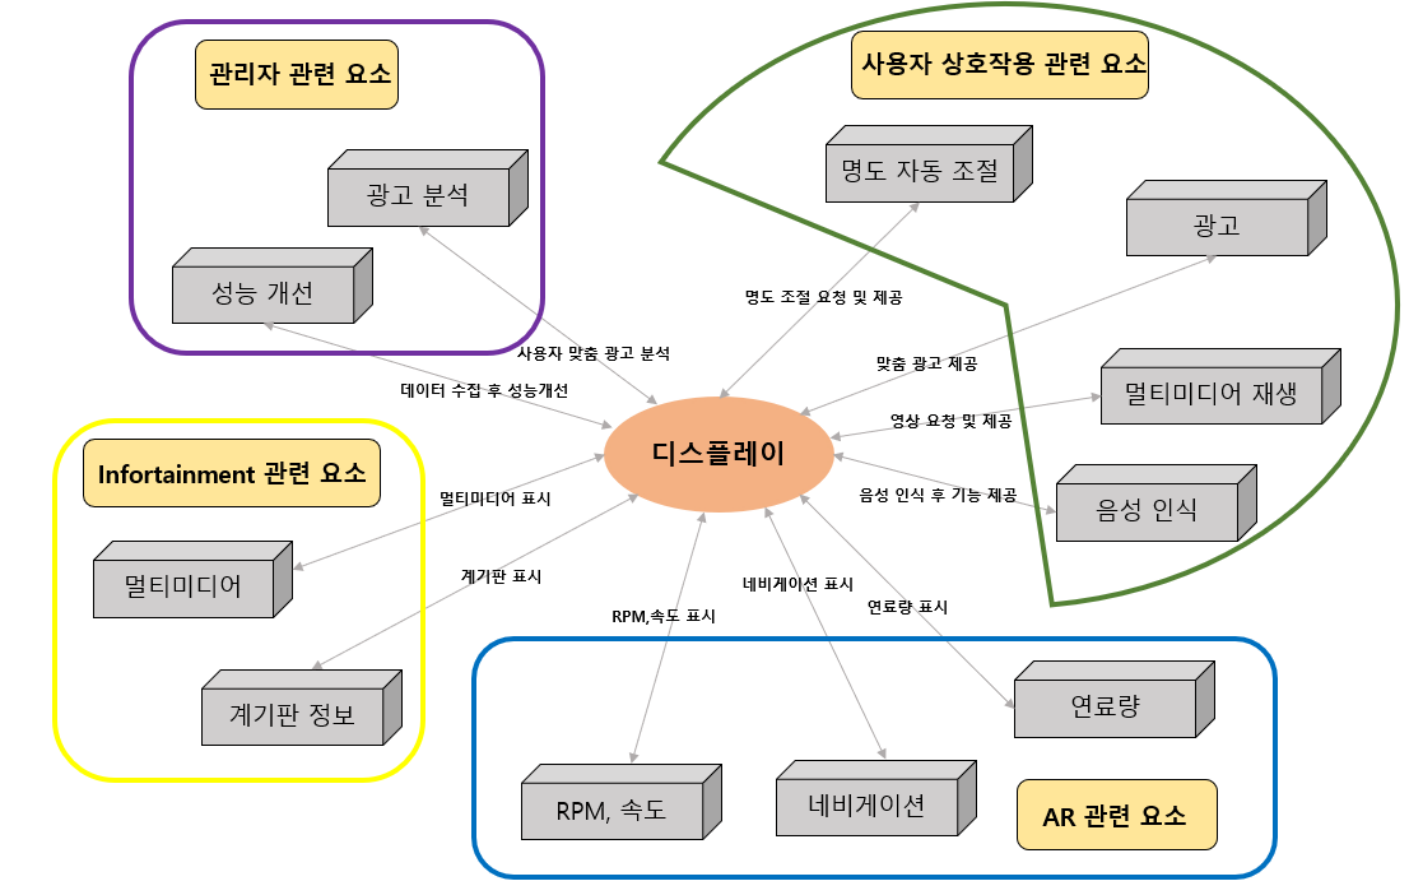 관리자 관련 요소
사용자 상호작용 관련 요소
광고 분석
성능 개선
명도 자동 조절
광고
멀티미디어 재생
음성 인식
명도 조절 요청 및 제공
사용자 맞춤 광고 분석
데이터 수집 후 성능개선
맞춤 광고 제공
영상 요청 및 제공
음성 인식 후 기능 제공
디스플레이
Infortainment 관련 요소
멀티미디어 표시
멀티미디어
계기판 표시
계기판 정보
RPM,속도 표시
네비게이션 표시
연료량 표시
연료량
RPM, 속도
네비게이션
AR 관련 요소